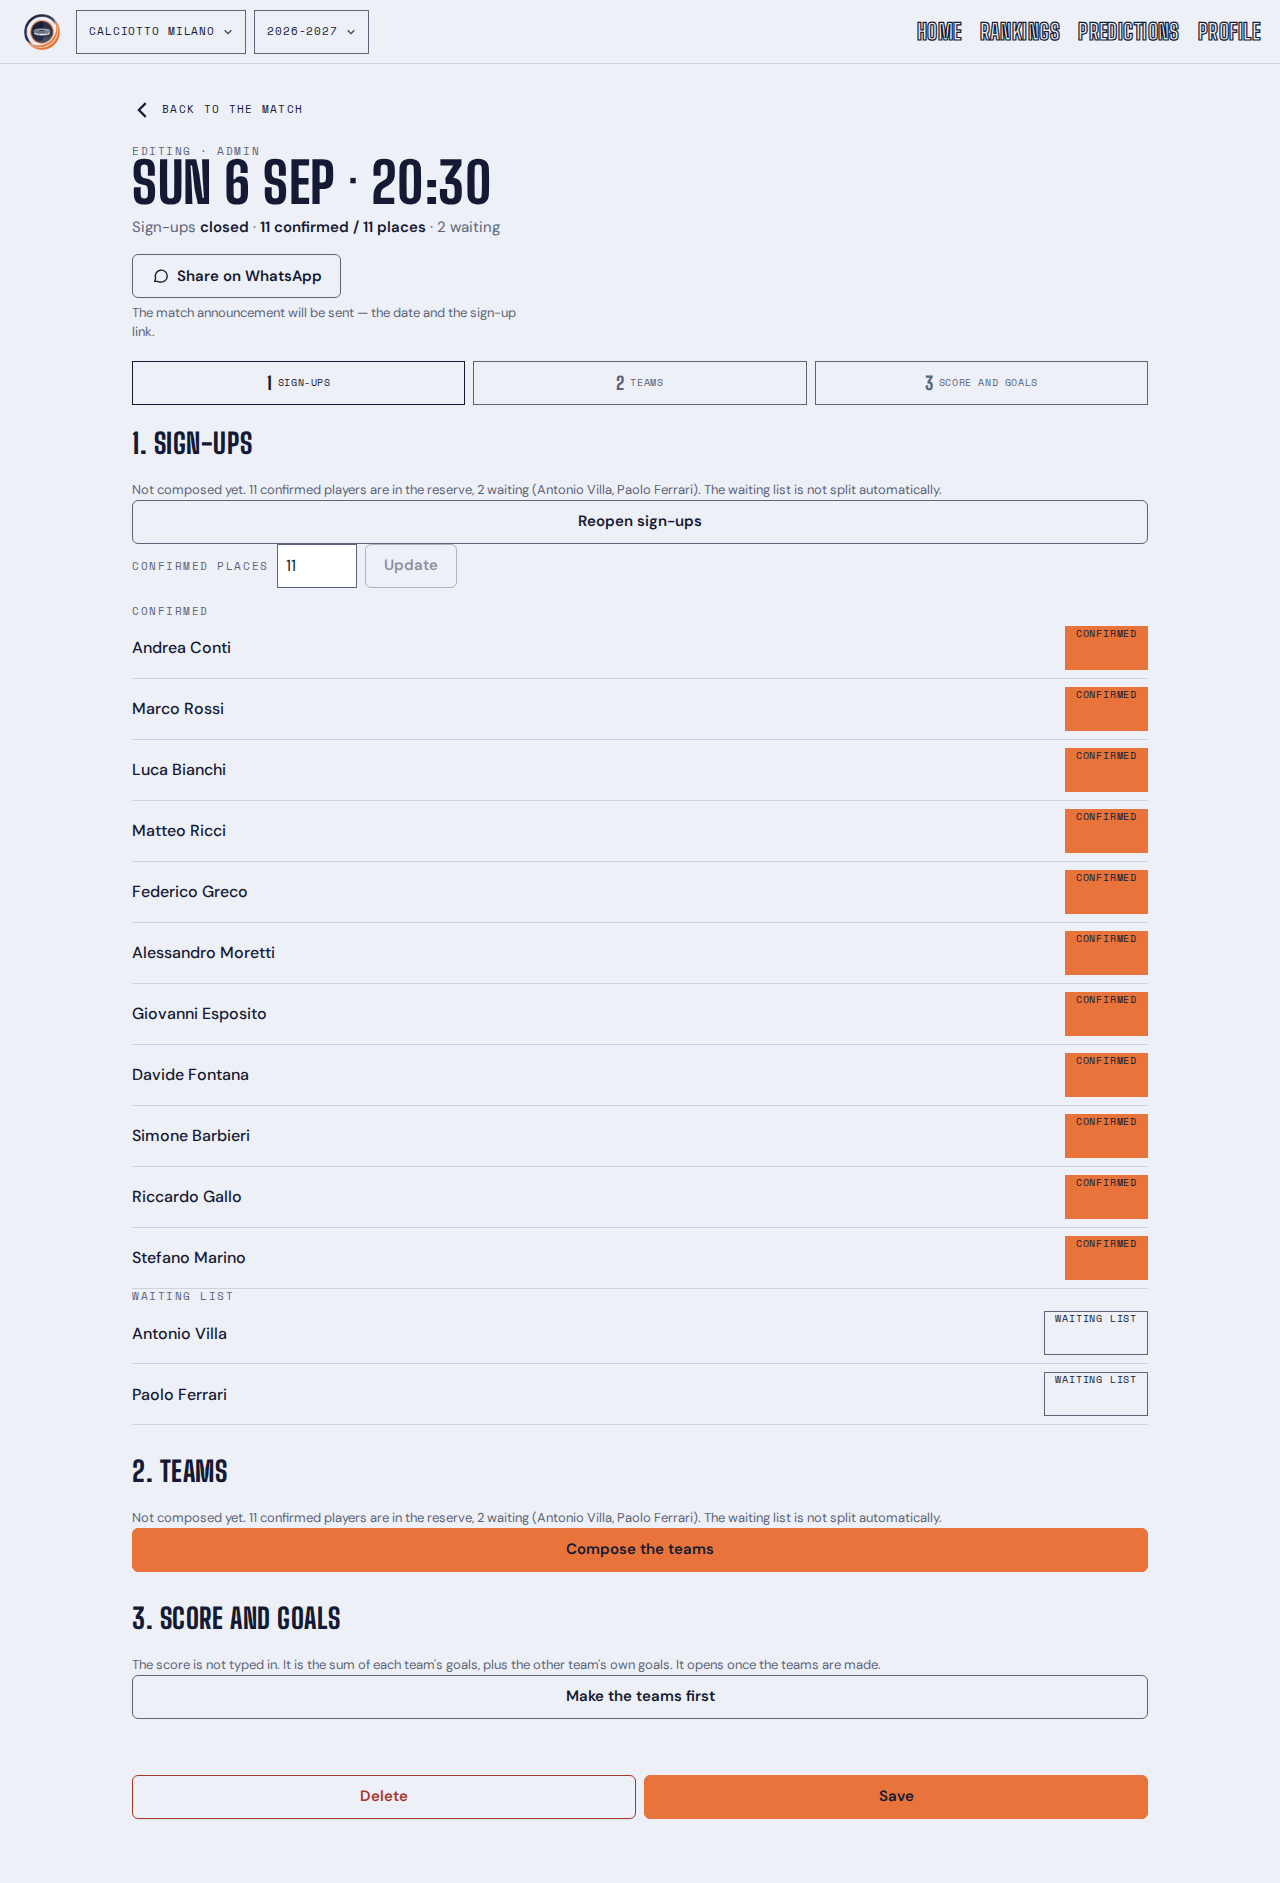 CALCIOTTO MILANO
2026-2027
HOME RANKINGS PREDICTIONS PROFILE
BACK TO THE MATCH
EDITING · ADMIN
SUN 6 SEP · 20:30
Sign-ups closed · 11 confirmed / 11 places · 2 waiting
Share on WhatsApp
The match announcement will be sent — the date and the sign-up
link.
1 SIGN-UPS
2 TEAMS
3 SCORE AND GOALS
1. SIGN-UPS
Not composed yet. 11 confirmed players are in the reserve, 2 waiting (Antonio Villa, Paolo Ferrari). The waiting list is not split automatically.
Reopen sign-ups
CONFIRMED PLACES 11 Update
CONFIRMED
Andrea Conti CONFIRMED
Marco Rossi CONFIRMED
Luca Bianchi CONFIRMED
Matteo Ricci CONFIRMED
Federico Greco CONFIRMED
Alessandro Moretti CONFIRMED
Giovanni Esposito CONFIRMED
Davide Fontana CONFIRMED
Simone Barbieri CONFIRMED
Riccardo Gallo CONFIRMED
Stefano Marino CONFIRMED
WAITING LIST
Antonio Villa WAITING LIST
Paolo Ferrari WAITING LIST
2. TEAMS
Not composed yet. 11 confirmed players are in the reserve, 2 waiting (Antonio Villa, Paolo Ferrari). The waiting list is not split automatically.
Compose the teams
3. SCORE AND GOALS
The score is not typed in. It is the sum of each team's goals, plus the other team's own goals. It opens once the teams are made.
Make the teams first
Delete
Save